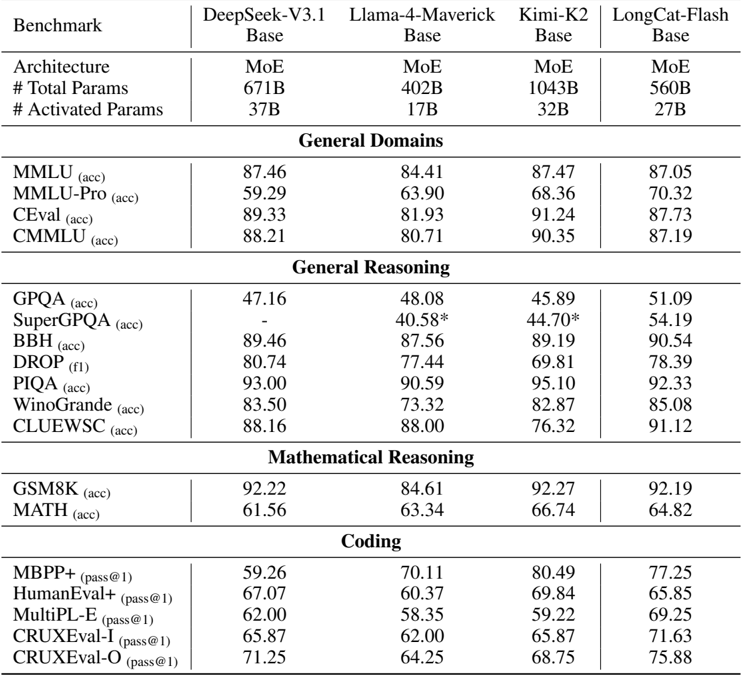 Benchmark DeepSeek-V3.1 Base Llama-4-Maverick Base Kimi-K2 Base LongCat-Flash Base
Architecture MoE MoE MoE MoE
# Total Params 671B 402B 1043B 560B
# Activated Params 37B 17B 32B 27B
General Domains
MMLU (acc) 87.46 84.41 87.47 87.05
MMLU-Pro (acc) 59.29 63.90 68.36 70.32
CEval (acc) 89.33 81.93 91.24 87.73
CMMLU (acc) 88.21 80.71 90.35 87.19
General Reasoning
GPQA (acc) 47.16 48.08 45.89 51.09
SuperGPQA (acc) - 40.58* 44.70* 54.19
BBH (acc) 89.46 87.56 89.19 90.54
DROP (f1) 80.74 77.44 69.81 78.39
PIQA (acc) 93.00 90.59 95.10 92.33
WinoGrande (acc) 83.50 73.32 82.87 85.08
CLUEWSC (acc) 88.16 88.00 76.32 91.12
Mathematical Reasoning
GSM8K (acc) 92.22 84.61 92.27 92.19
MATH (acc) 61.56 63.34 66.74 64.82
Coding
MBPP+ (pass@1) 59.26 70.11 80.49 77.25
HumanEval+ (pass@1) 67.07 60.37 69.84 65.85
MultiPL-E (pass@1) 62.00 58.35 59.22 69.25
CRUXEval-I (pass@1) 65.87 62.00 65.87 71.63
CRUXEval-O (pass@1) 71.25 64.25 68.75 75.88